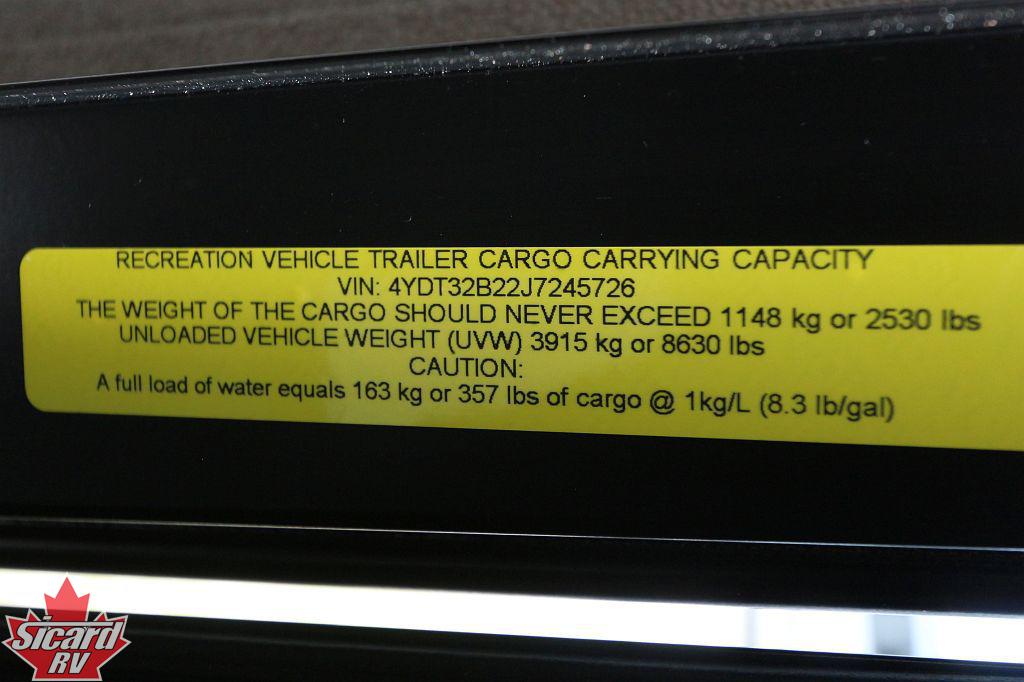 RECREATION VEHICLE TRAILER CARGO CARRYING CAPACITY
VIN: 4YDT32B22J7245726
THE WEIGHT OF THE CARGO SHOULD NEVER EXCEED 1148 kg or 2530 lbs
UNLOADED VEHICLE WEIGHT (UVW) 3915 kg or 8630 lbs
CAUTION:
A full load of water equals 163 kg or 357 lbs of cargo @ 1kg/L (8.3 lb/gal)
Sicard
RV